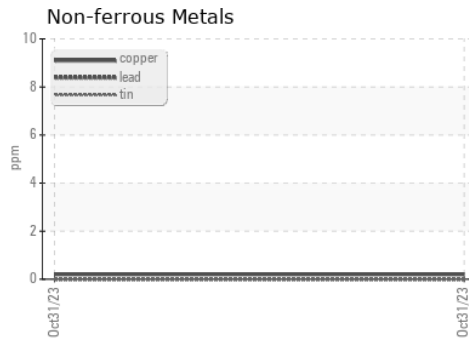 Non-ferrous Metals
10
copper
lead
tin
8
6
ppm
4
2
0
Oct31/23
Oct31/23